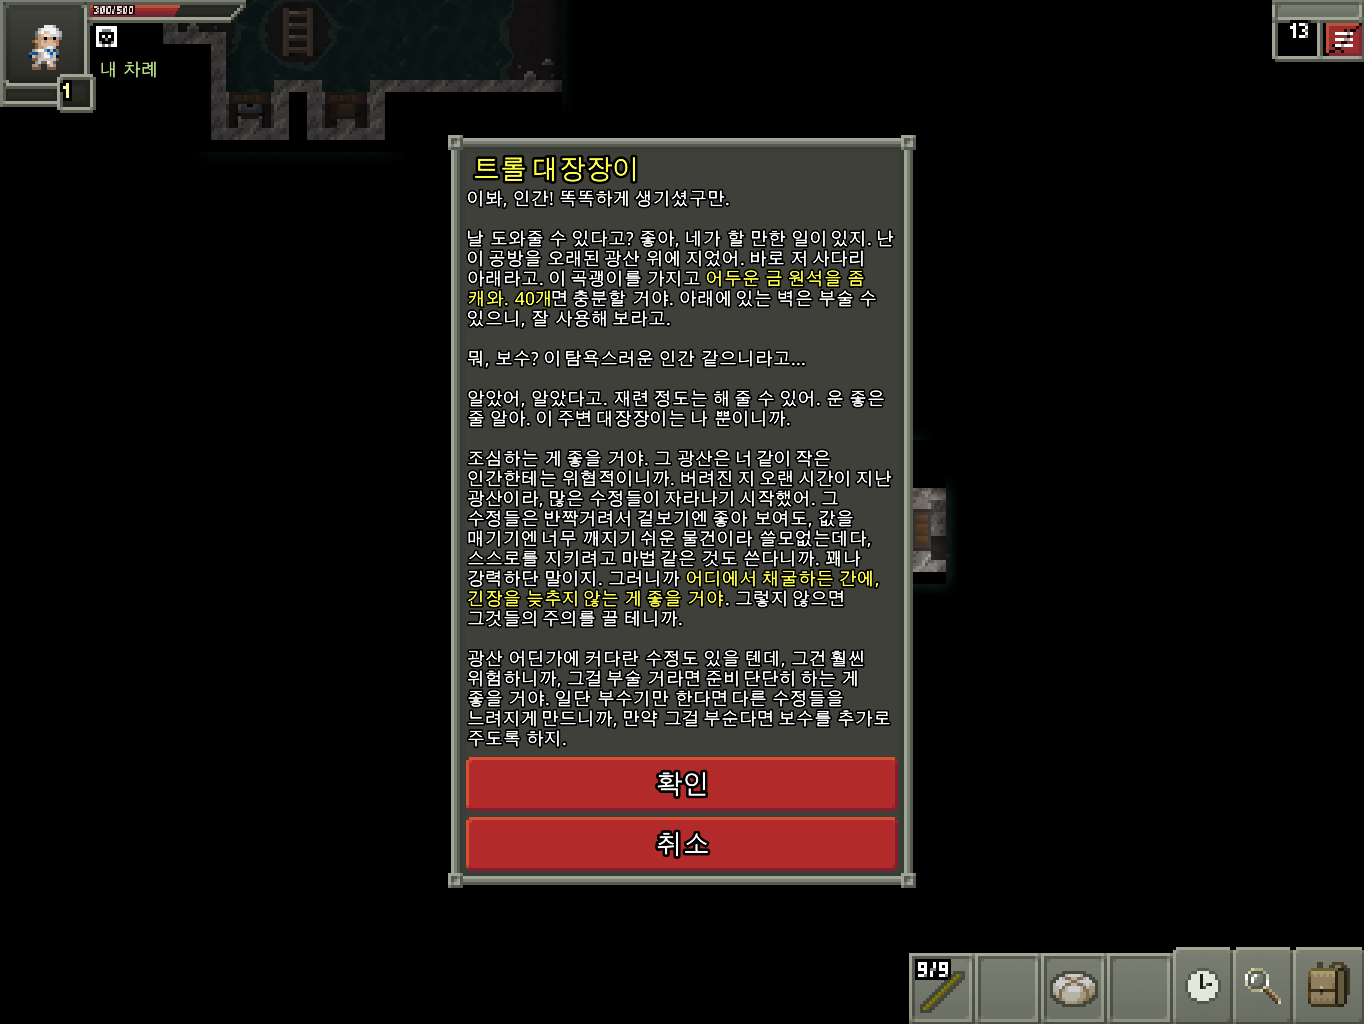 300/500
내 차례
1
13
트롤 대장장이
이봐, 인간! 똑똑하게 생기셨구만.
날 도와줄 수 있다고? 좋아, 네가 할 만한 일이 있지. 난
이 공방을 오래된 광산 위에 지었어. 바로 저 사다리
아래라고. 이 곡괭이를 가지고 어두운 금 원석을 좀
캐와. 40개면 충분할 거야. 아래에 있는 벽은 부술 수
있으니, 잘 사용해 보라고.
뭐, 보수? 이 탐욕스러운 인간 같으니라고...
알았어, 알았다고. 재련 정도는 해 줄 수 있어. 운 좋은
줄 알아. 이 주변 대장장이는 나 뿐이니까.
조심하는 게 좋을 거야. 그 광산은 너 같이 작은
인간한테는 위협적이니까. 버려진 지 오랜 시간이 지난
광산이라, 많은 수정들이 자라나기 시작했어. 그
수정들은 반짝거려서 겉보기엔 좋아 보여도, 값을
매기기엔 너무 깨지기 쉬운 물건이라 쓸모없는데다,
스스로를 지키려고 마법 같은 것도 쓴다니까. 꽤나
강력하단 말이지. 그러니까 어디에서 채굴하든 간에,
긴장을 늦추지 않는 게 좋을 거야. 그렇지 않으면
그것들의 주의를 끌 테니까.
광산 어딘가에 커다란 수정도 있을 텐데, 그건 훨씬
위험하니까, 그걸 부술 거라면 준비 단단히 하는 게
좋을 거야. 일단 부수기만 한다면 다른 수정들을
느려지게 만드니까, 만약 그걸 부순다면 보수를 추가로
주도록 하지.
확인
취소
9/9